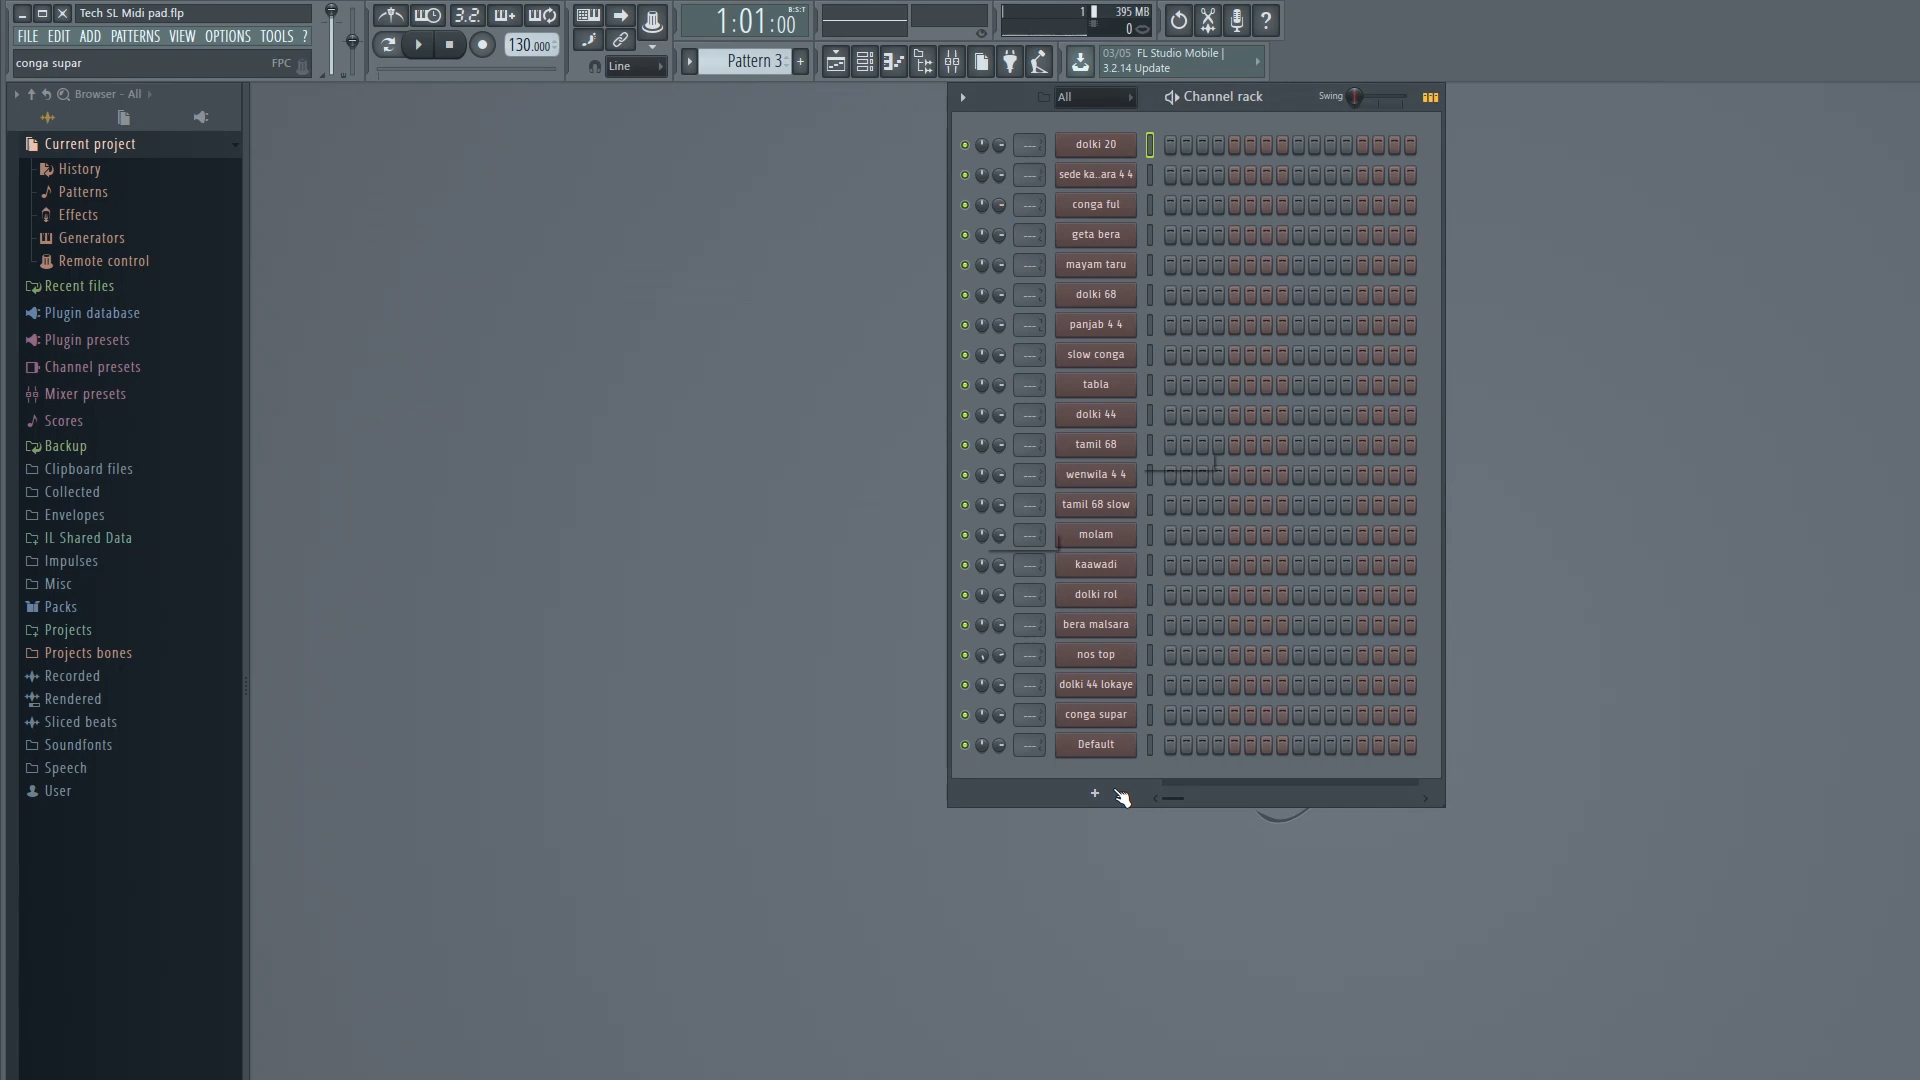 Tech SL Midi pad.flp
FILE EDIT ADD PATTERNS VIEW OPTIONS TOOLS ?
conga supar FPC
3.2.
130.000
Line
1:01:00
B:S:T
Pattern 3
+
1 395 MB
0
?
03/05 FL Studio Mobile |
3.2.14 Update
Browser - All
Current project
History
Patterns
Effects
Generators
Remote control
Recent files
Plugin database
Plugin presets
Channel presets
Mixer presets
Scores
Backup
Clipboard files
Collected
Envelopes
IL Shared Data
Impulses
Misc
Packs
Projects
Projects bones
Recorded
Rendered
Sliced beats
Soundfonts
Speech
User
All
Channel rack
Swing
dolki 20
sede ka..ara 4 4
conga ful
geta bera
mayam taru
dolki 68
panjab 4 4
slow conga
tabla
dolki 44
tamil 68
wenwila 4 4
tamil 68 slow
molam
kaawadi
dolki rol
bera malsara
nos top
dolki 44 lokaye
conga supar
Default
+